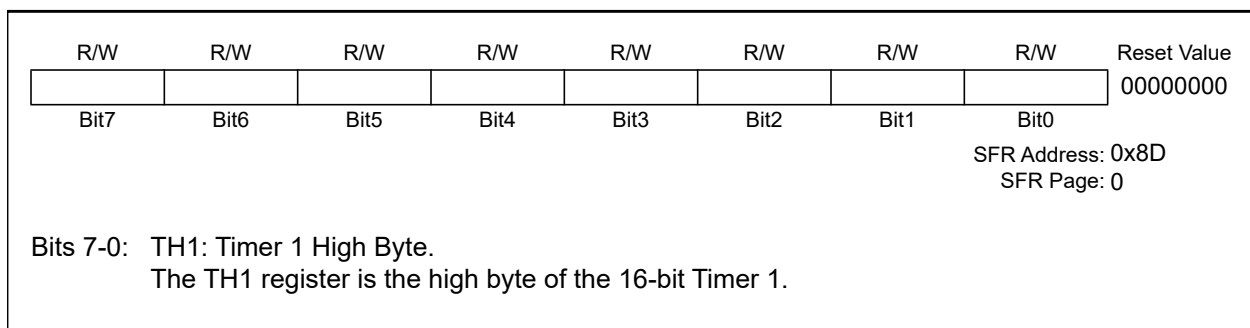 R/W R/W R/W R/W R/W R/W R/W R/W Reset Value
00000000
Bit7 Bit6 Bit5 Bit4 Bit3 Bit2 Bit1 Bit0
SFR Address: 0x8D
SFR Page: 0
Bits 7-0: TH1: Timer 1 High Byte.
The TH1 register is the high byte of the 16-bit Timer 1.